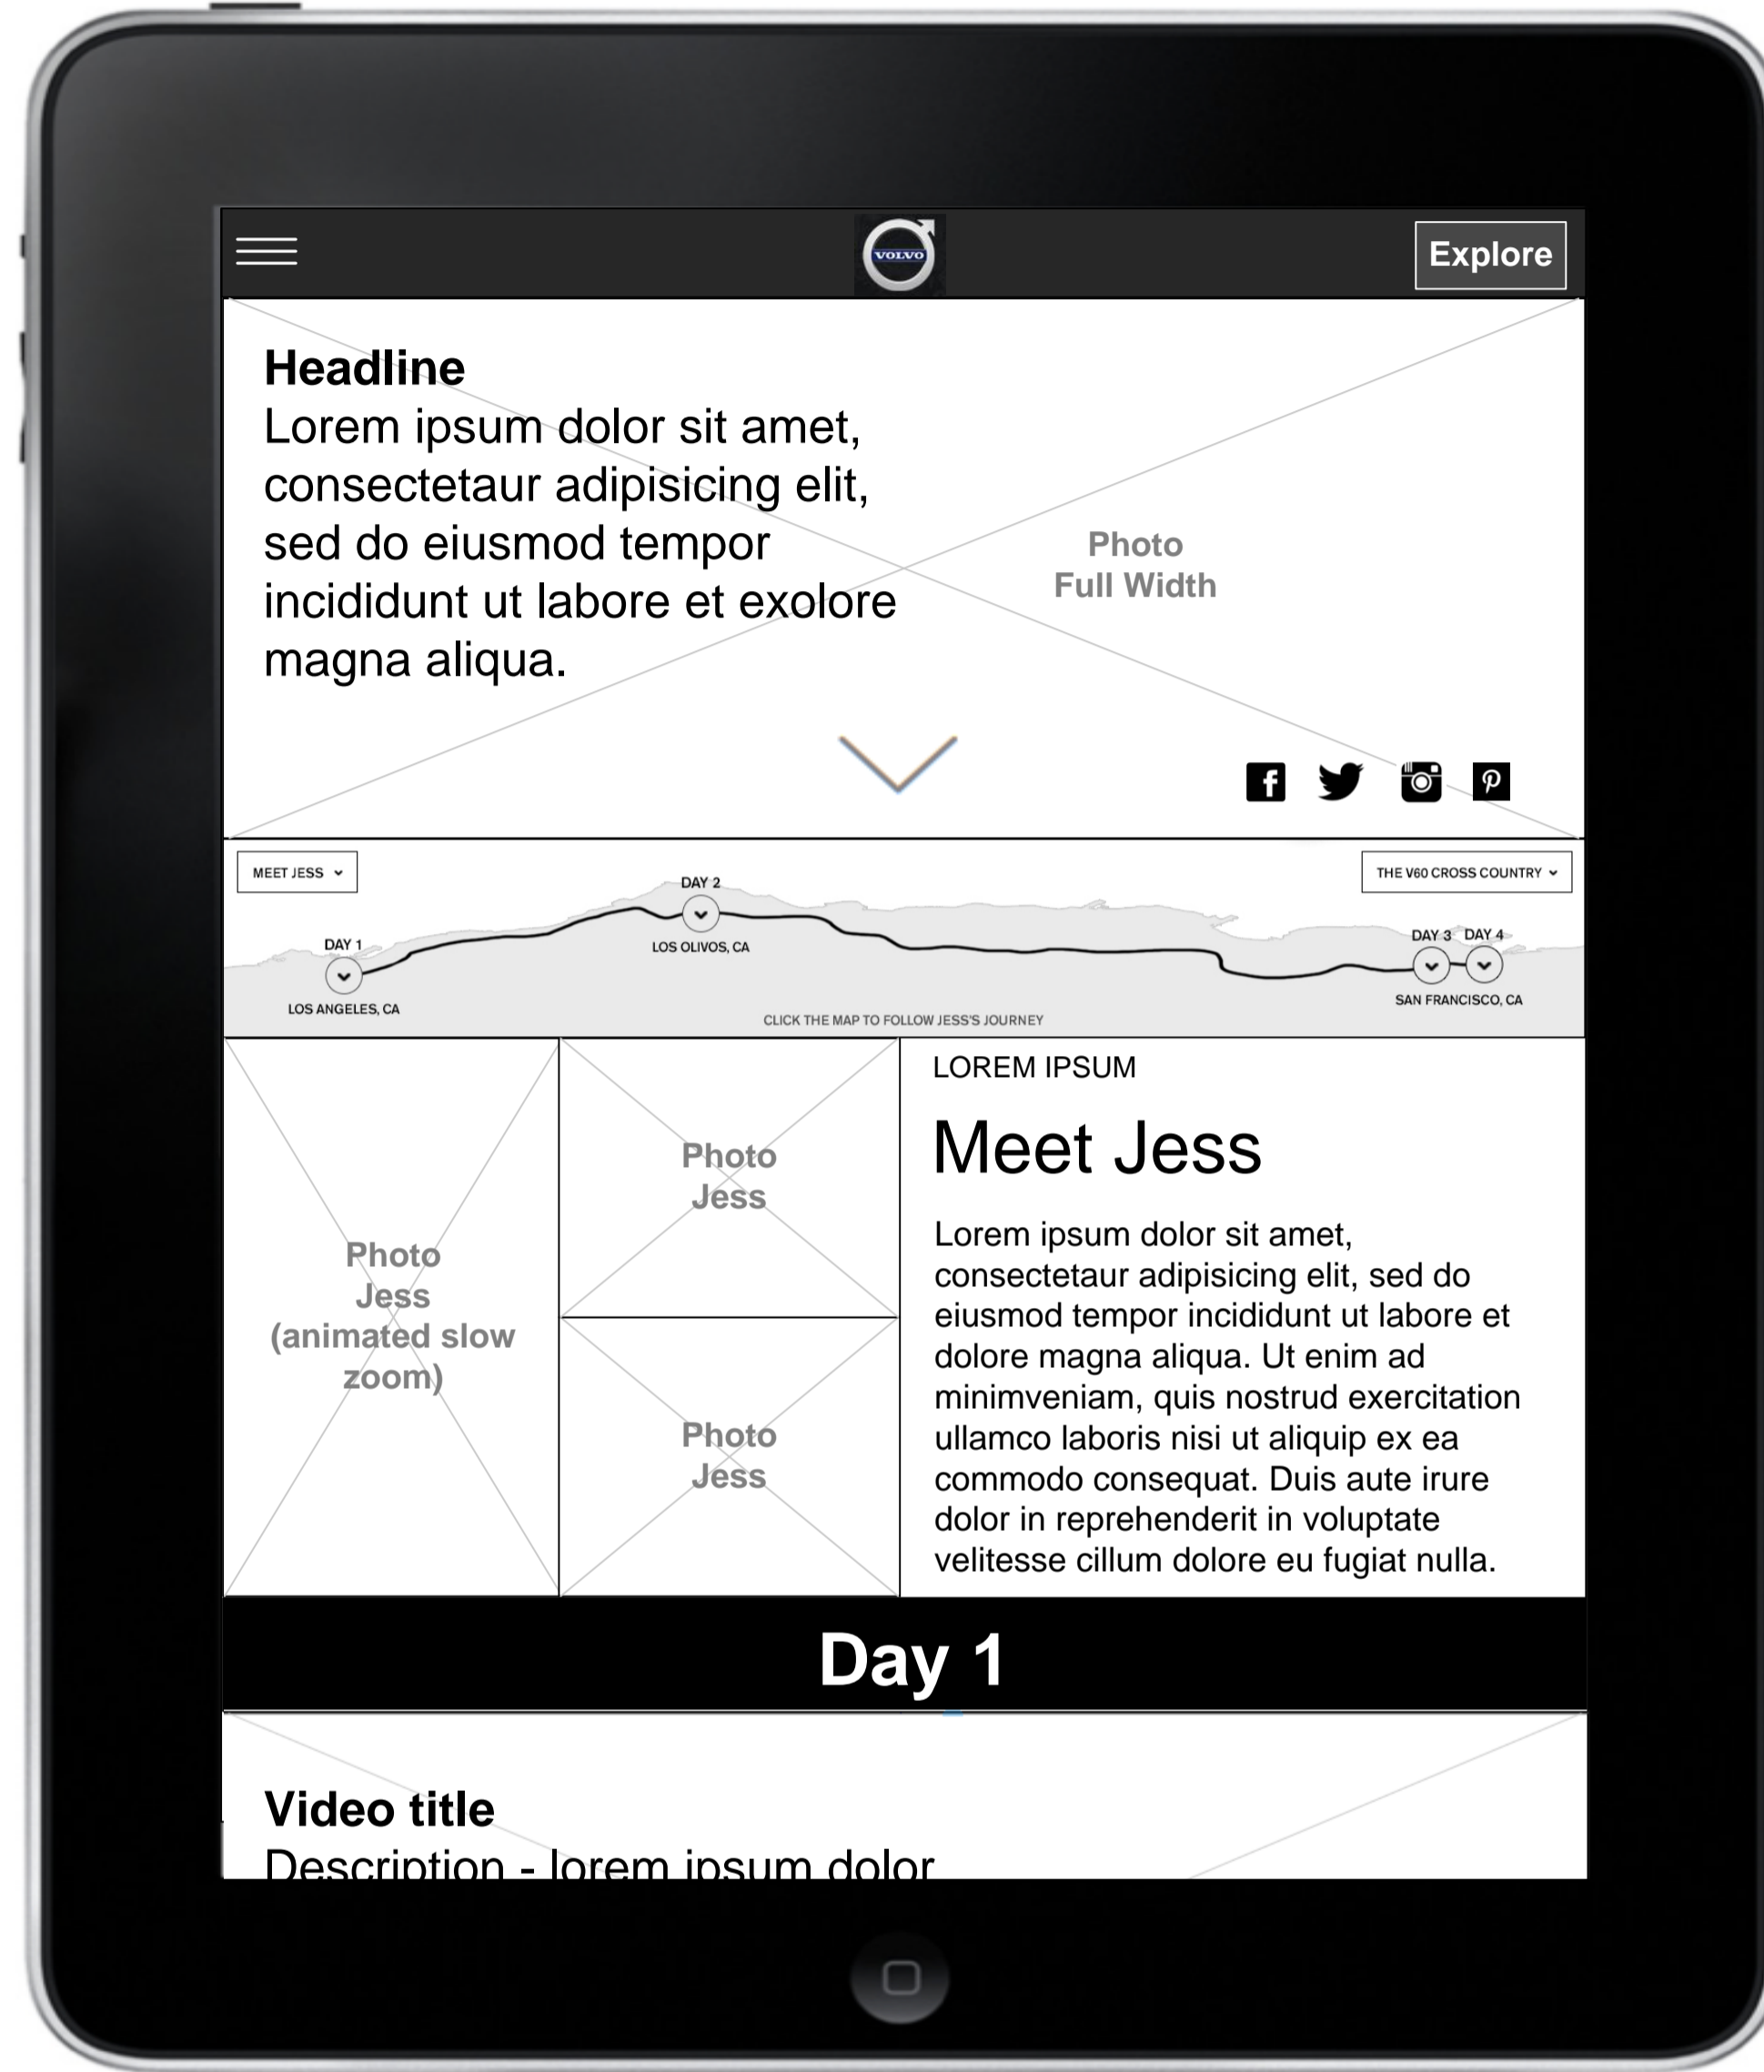 VOLVO
Explore
Headline
Lorem ipsum dolor sit amet,
consectetaur adipisicing elit,
sed do eiusmod tempor
incididunt ut labore et exolore
magna aliqua.
Photo
Full Width
MEET JESS
THE V60 CROSS COUNTRY
DAY 1
LOS ANGELES, CA
DAY 2
LOS OLIVOS, CA
DAY 3 DAY 4
SAN FRANCISCO, CA
CLICK THE MAP TO FOLLOW JESS'S JOURNEY
Photo
Jess
(animated slow
zoom)
Photo
Jess
Photo
Jess
LOREM IPSUM
Meet Jess
Lorem ipsum dolor sit amet,
consectetaur adipisicing elit, sed do
eiusmod tempor incididunt ut labore et
dolore magna aliqua. Ut enim ad
minimveniam, quis nostrud exercitation
ullamco laboris nisi ut aliquip ex ea
commodo consequat. Duis aute irure
dolor in reprehenderit in voluptate
velitesse cillum dolore eu fugiat nulla.
Day 1
Video title
Description - lorem ipsum dolor